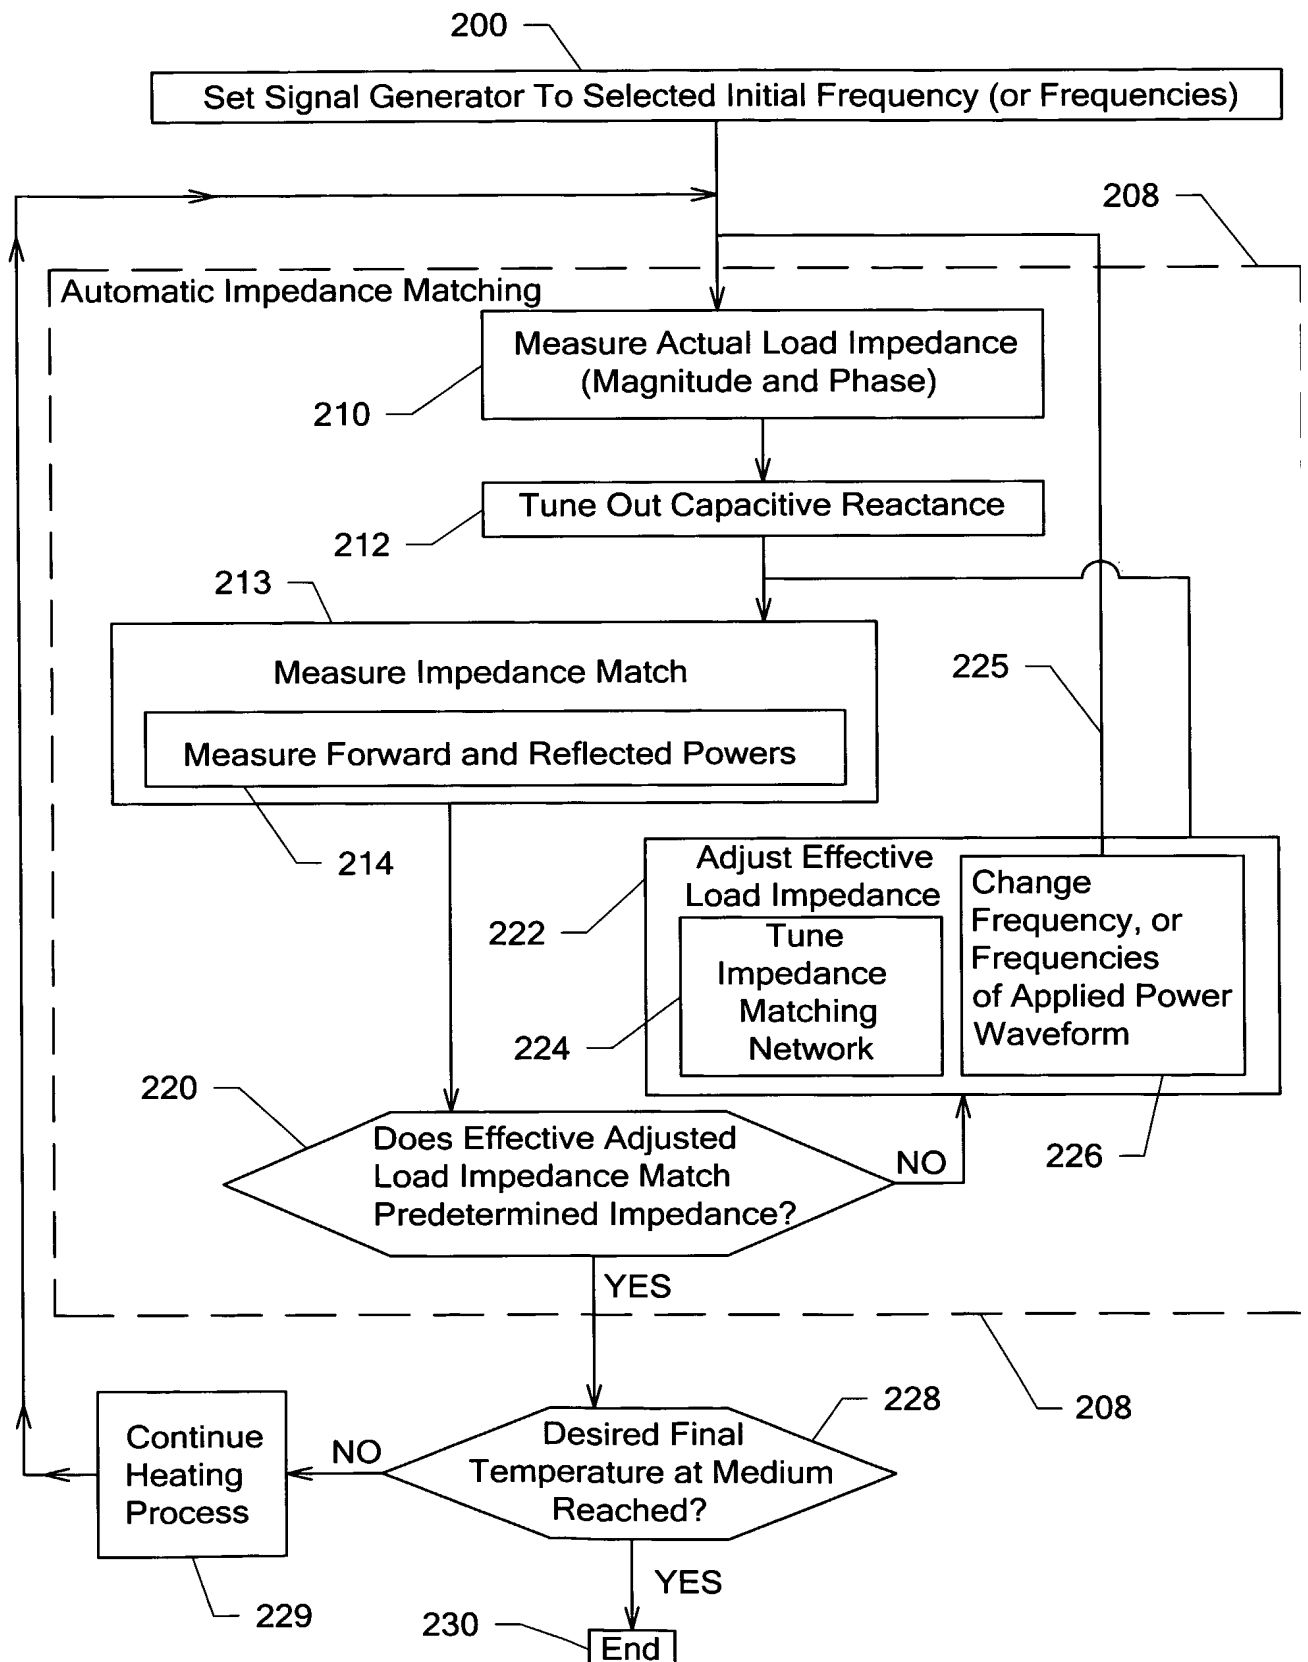 200
Set Signal Generator To Selected Initial Frequency (or Frequencies)
208
Automatic Impedance Matching
Measure Actual Load Impedance
(Magnitude and Phase)
210
Tune Out Capacitive Reactance
212
213
Measure Impedance Match
225
Measure Forward and Reflected Powers
214
Adjust Effective
Load Impedance
222
Tune
Impedance
Matching
Network
224
Change
Frequency, or
Frequencies
of Applied Power
Waveform
226
220
Does Effective Adjusted
Load Impedance Match
Predetermined Impedance?
NO
YES
208
228
Desired Final
Temperature at Medium
Reached?
NO
Continue
Heating
Process
229
YES
230
End